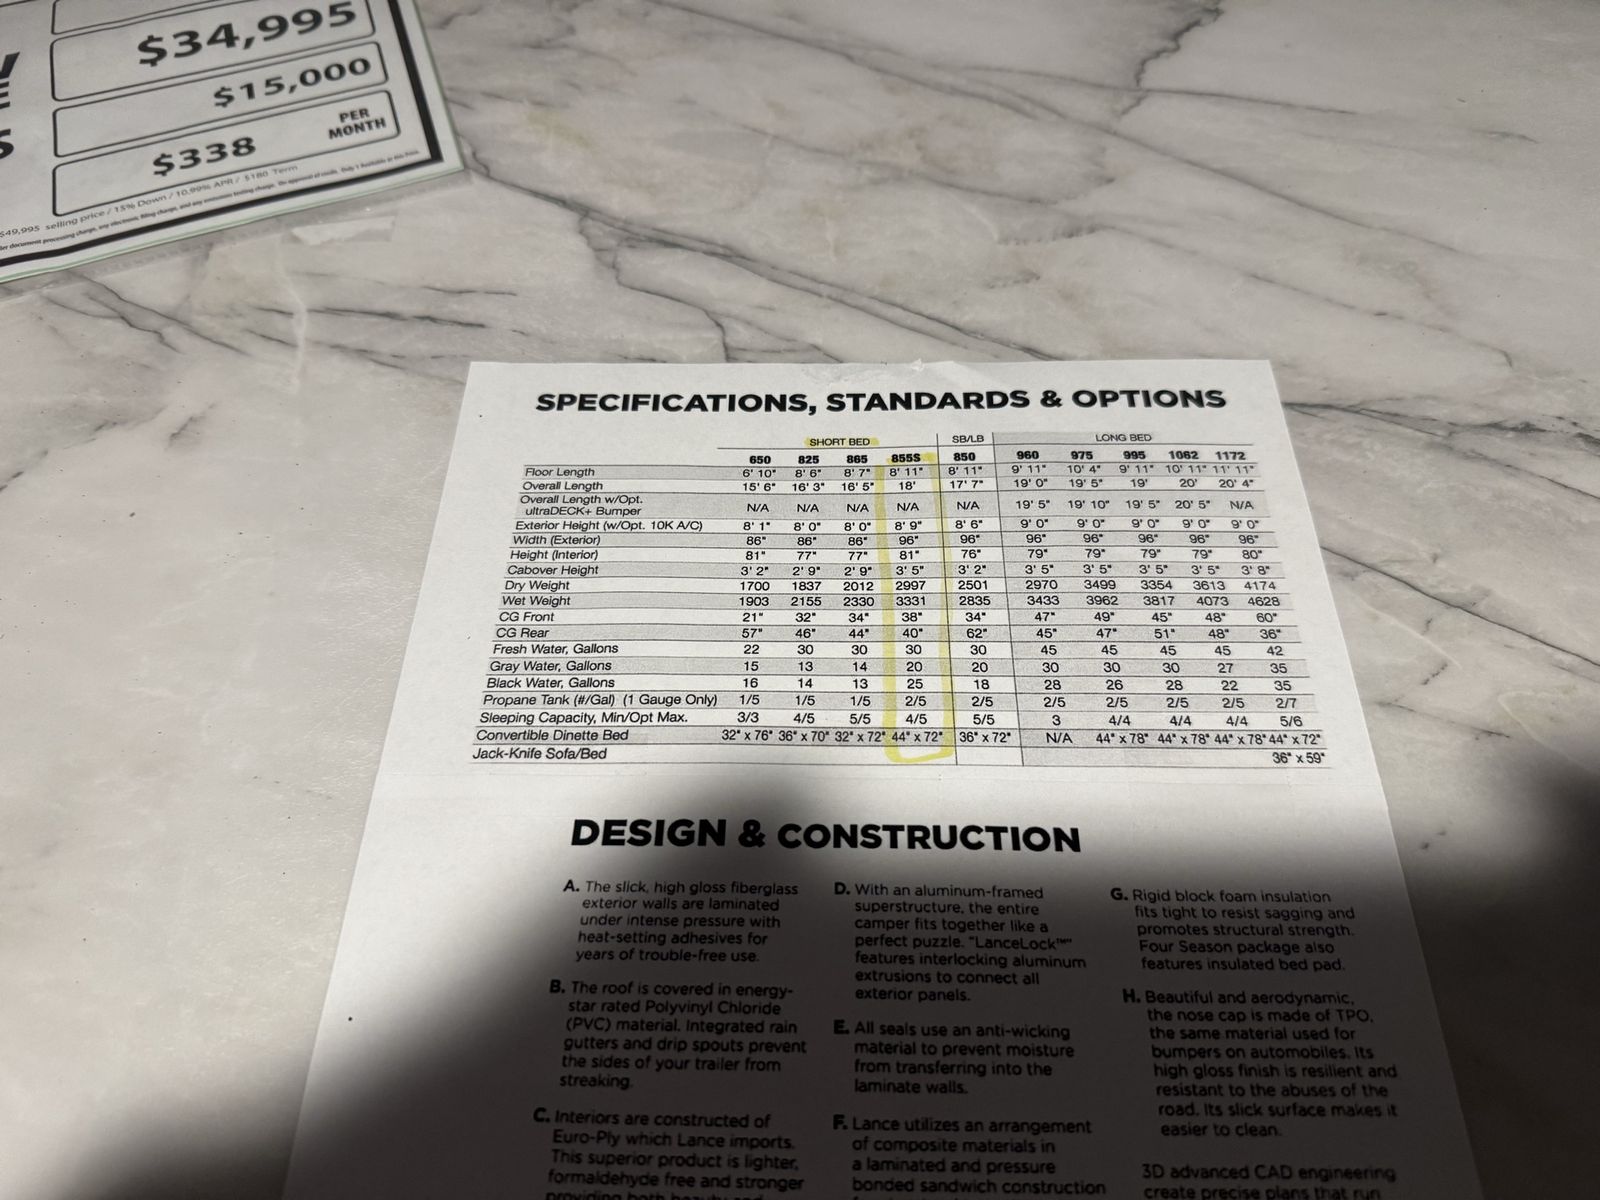 $34,995
$15,000
$338 PER MONTH
$49,995 selling price / 15% Down / 10.99% APR / $180 Term
SPECIFICATIONS, STANDARDS & OPTIONS
SHORT BED SB/LB LONG BED
650 825 865 855S 850 960 975 995 1062 1172
Floor Length 6' 10" 8' 6" 8' 7" 8' 11" 8' 11" 9' 11" 10' 4" 9' 11" 10' 11" 11' 11"
Overall Length 15' 6" 16' 3" 16' 5" 18' 17' 7" 19' 0" 19' 5" 19' 20' 20' 4"
Overall Length w/Opt.
ultraDECK+ Bumper N/A N/A N/A N/A N/A 19' 5" 19' 10" 19' 5" 20' 5" N/A
Exterior Height (w/Opt. 10K A/C) 8' 1" 8' 0" 8' 0" 8' 9" 8' 6" 9' 0" 9' 0" 9' 0" 9' 0" 9' 0"
Width (Exterior) 86" 86" 86" 96" 96" 96" 96" 96" 96" 96"
Height (Interior) 81" 77" 77" 81" 76" 79" 79" 79" 79" 80"
Cabover Height 3' 2" 2' 9" 2' 9" 3' 5" 3' 2" 3' 5" 3' 5" 3' 5" 3' 5" 3' 8"
Dry Weight 1700 1837 2012 2997 2501 2970 3499 3354 3613 4174
Wet Weight 1903 2155 2330 3331 2835 3433 3962 3817 4073 4628
CG Front 21" 32" 34" 38" 34" 47" 49" 45" 48" 60"
CG Rear 57" 46" 44" 40" 62" 45" 47" 51" 48" 36"
Fresh Water, Gallons 22 30 30 30 30 45 45 45 45 42
Gray Water, Gallons 15 13 14 20 20 30 30 30 27 35
Black Water, Gallons 16 14 13 25 18 28 26 28 22 35
Propane Tank (#/Gal) (1 Gauge Only) 1/5 1/5 1/5 2/5 2/5 2/5 2/5 2/5 2/5 2/7
Sleeping Capacity, Min/Opt Max. 3/3 4/5 5/5 4/5 5/5 3 4/4 4/4 4/4 5/6
Convertible Dinette Bed 32" x 76" 36" x 70" 32" x 72" 44" x 72" 36" x 72" N/A 44" x 78" 44" x 78" 44" x 78" 44" x 72"
Jack-Knife Sofa/Bed 36" x 59"
DESIGN & CONSTRUCTION
A. The slick, high gloss fiberglass
exterior walls are laminated
under intense pressure with
heat-setting adhesives for
years of trouble-free use.
B. The roof is covered in energy-
star rated Polyvinyl Chloride
(PVC) material. Integrated rain
gutters and drip spouts prevent
the sides of your trailer from
streaking.
C. Interiors are constructed of
Euro-Ply which Lance imports.
This superior product is lighter,
formaldehyde free and stronger
D. With an aluminum-framed
superstructure, the entire
camper fits together like a
perfect puzzle. "LanceLock™"
features interlocking aluminum
extrusions to connect all
exterior panels.
E. All seals use an anti-wicking
material to prevent moisture
from transferring into the
laminate walls.
F. Lance utilizes an arrangement
of composite materials in
a laminated and pressure
bonded sandwich construction
G. Rigid block foam insulation
fits tight to resist sagging and
promotes structural strength.
Four Season package also
features insulated bed pad.
H. Beautiful and aerodynamic,
the nose cap is made of TPO,
the same material used for
bumpers on automobiles. Its
high gloss finish is resilient and
resistant to the abuses of the
road. Its slick surface makes it
easier to clean.
3D advanced CAD engineering
create precise plans that run